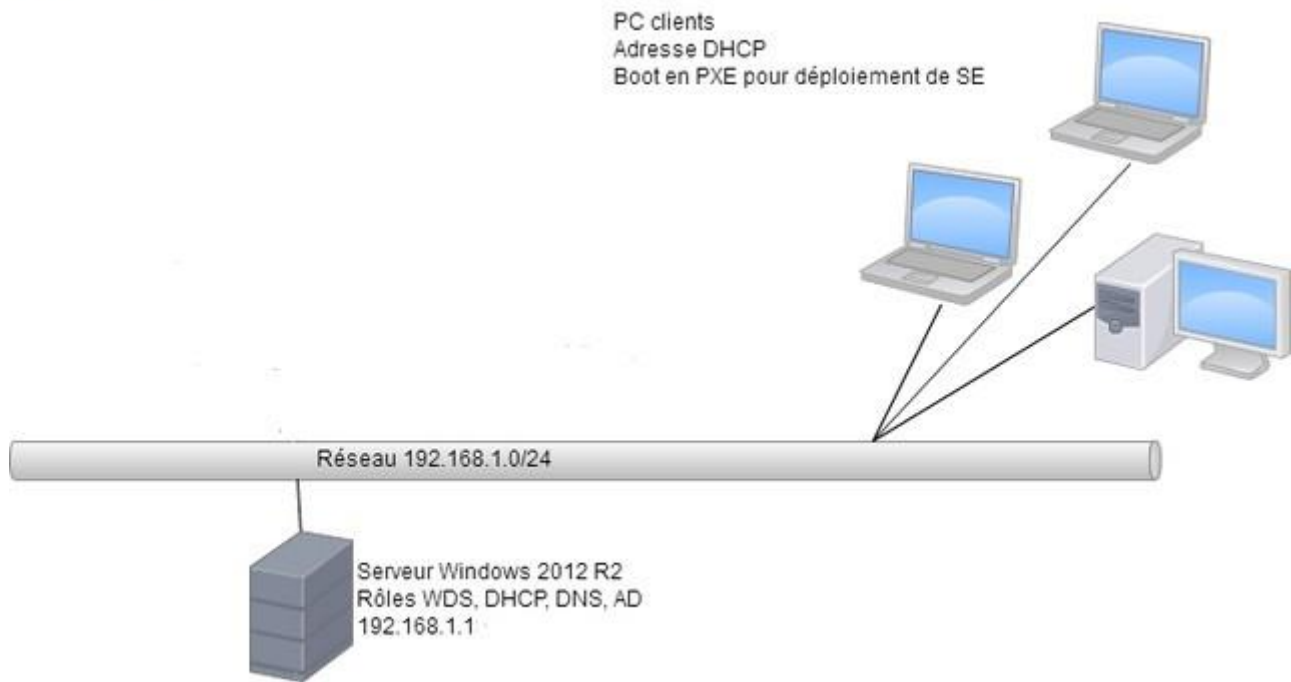 PC clients
Adresse DHCP
Boot en PXE pour déploiement de SE
Réseau 192.168.1.0/24
Serveur Windows 2012 R2
Rôles WDS, DHCP, DNS, AD
192.168.1.1